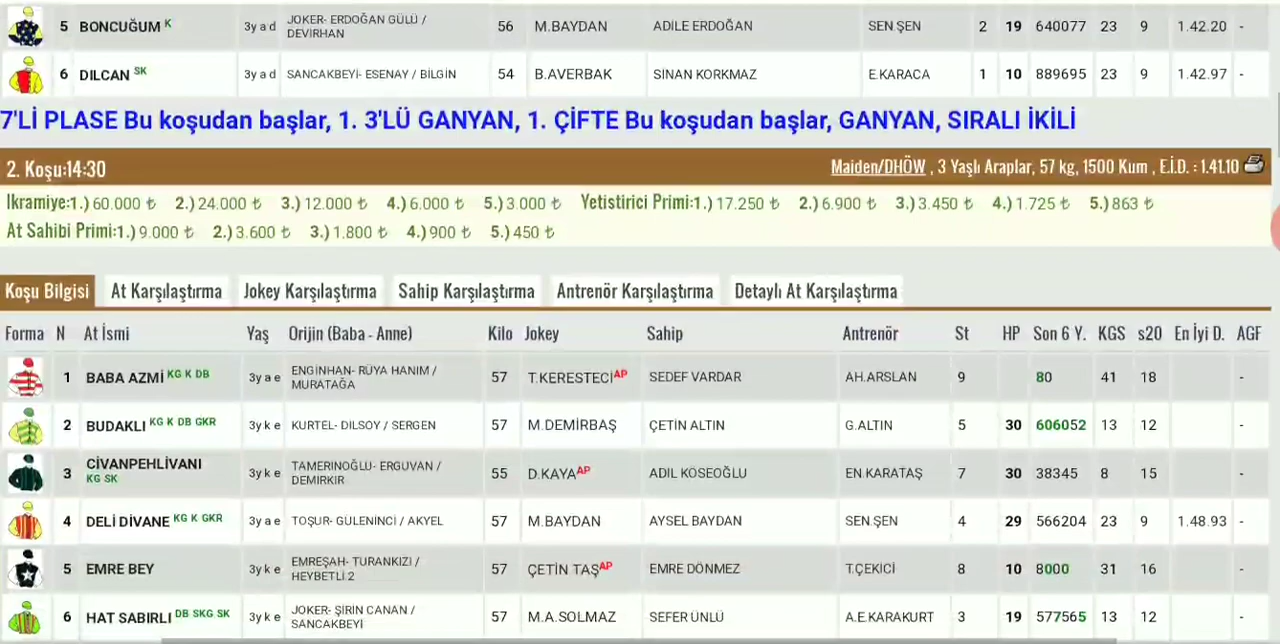 5 BONCUĞUM K 3y a d JOKER- ERDOĞAN GÜLÜ / DEVİRHAN 56 M.BAYDAN ADİLE ERDOĞAN SEN.ŞEN 2 19 640077 23 9 1.42.20 -
6 DILCAN SK 3y a d SANCAKBEYİ- ESENAY / BİLGİN 54 B.AVERBAK SİNAN KORKMAZ E.KARACA 1 10 889695 23 9 1.42.97 -
7'Lİ PLASE Bu koşudan başlar, 1. 3'LÜ GANYAN, 1. ÇİFTE Bu koşudan başlar, GANYAN, SIRALI İKİLİ
2. Koşu:14:30 Maiden/DHÖW , 3 Yaşlı Araplar, 57 kg, 1500 Kum , E.İ.D. : 1.41.10
Ikramiye:1.) 60.000 ₺ 2.) 24.000 ₺ 3.) 12.000 ₺ 4.) 6.000 ₺ 5.) 3.000 ₺ Yetistirici Primi:1.) 17.250 ₺ 2.) 6.900 ₺ 3.) 3.450 ₺ 4.) 1.725 ₺ 5.) 863 ₺
At Sahibi Primi:1.) 9.000 ₺ 2.) 3.600 ₺ 3.) 1.800 ₺ 4.) 900 ₺ 5.) 450 ₺
Koşu Bilgisi At Karşılaştırma Jokey Karşılaştırma Sahip Karşılaştırma Antrenör Karşılaştırma Detaylı At Karşılaştırma
Forma N At İsmi Yaş Orijin (Baba - Anne) Kilo Jokey Sahip Antrenör St HP Son 6 Y. KGS s20 En İyi D. AGF
1 BABA AZMİ KG K DB 3y a e ENGİNHAN- RÜYA HANIM / MURATAĞA 57 T.KERESTECİ AP SEDEF VARDAR AH.ARSLAN 9 80 41 18 -
2 BUDAKLI KG K DB GKR 3y k e KURTEL- DİLSOY / SERGEN 57 M.DEMİRBAŞ ÇETİN ALTIN G.ALTIN 5 30 606052 13 12 -
3 CİVANPEHLİVANI KG SK 3y k e TAMERİNOĞLU- ERGUVAN / DEMİRKIR 55 D.KAYA AP ADİL KÖSEOĞLU EN.KARATAŞ 7 30 38345 8 15 -
4 DELİ DİVANE KG K GKR 3y a e TOŞUR- GÜLENİNCİ / AKYEL 57 M.BAYDAN AYSEL BAYDAN SEN.ŞEN 4 29 566204 23 9 1.48.93 -
5 EMRE BEY 3y k e EMREŞAH- TURANKIZI / HEYBETLİ 2 57 ÇETİN TAŞ AP EMRE DÖNMEZ T.ÇEKİCİ 8 10 8000 31 16 -
6 HAT SABIRLI DB SKG SK 3y k e JOKER- ŞİRİN CANAN / SANCAKBEYİ 57 M.A.SOLMAZ SEFER ÜNLÜ A.E.KARAKURT 3 19 577565 13 12 -